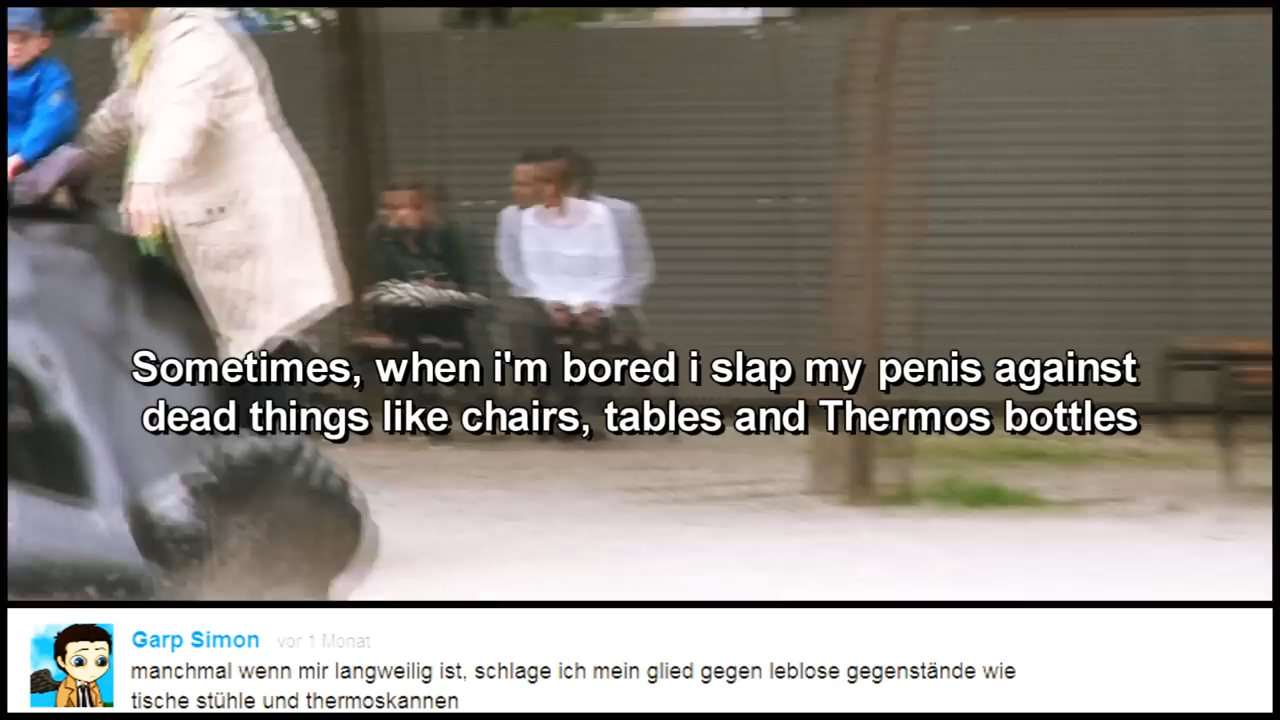 Sometimes, when i'm bored i slap my penis against
dead things like chairs, tables and Thermos bottles
Garp Simon vor 1 Monat
manchmal wenn mir langweilig ist, schlage ich mein glied gegen leblose gegenstände wie
tische stühle und thermoskannen